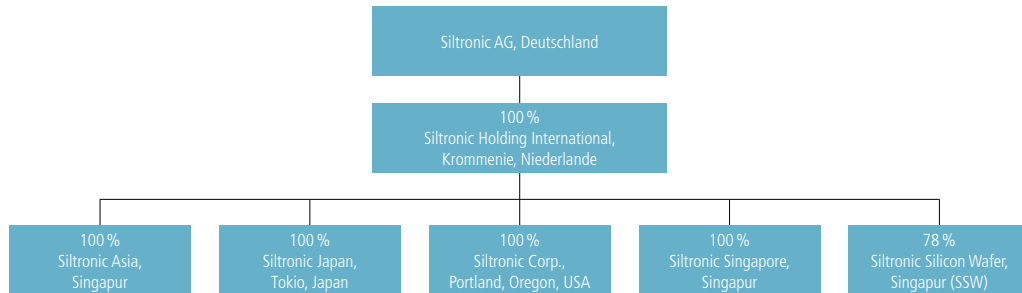 Siltronic AG, Deutschland
100 %
Siltronic Holding International,
Krommenie, Niederlande
100 %
Siltronic Asia,
Singapur
100 %
Siltronic Japan,
Tokio, Japan
100 %
Siltronic Corp.,
Portland, Oregon, USA
100 %
Siltronic Singapore,
Singapur
78 %
Siltronic Silicon Wafer,
Singapur (SSW)